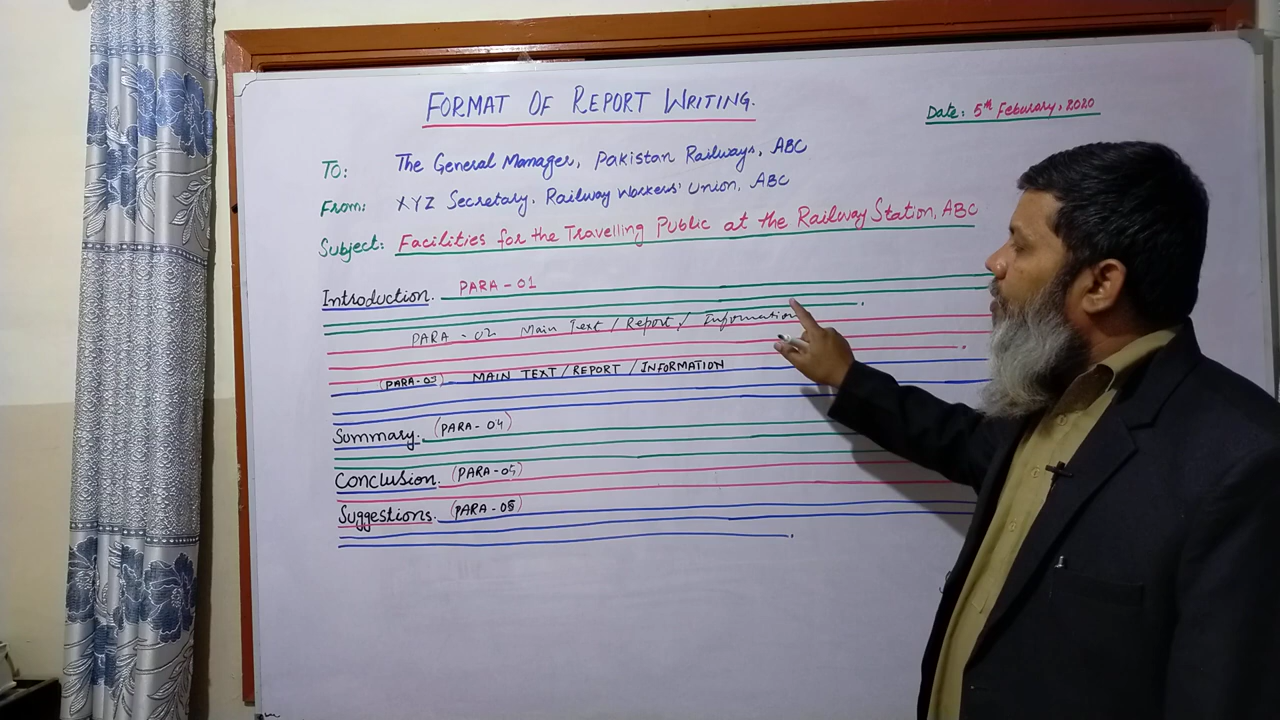 FORMAT OF REPORT WRITING.
Date: 5th Feburary, 2020
To: The General Manager, Pakistan Railways, ABC
From: XYZ Secretary. Railway Workers' Union, ABC
Subject: Facilities for the Travelling Public at the Railway Station, ABC
Introduction. PARA - 01
PARA - 02 Main Text / Report / Information
(PARA - 03) MAIN TEXT / REPORT / INFORMATION
Summary. (PARA - 04)
Conclusion. (PARA - 05)
Suggestions. (PARA - 06)